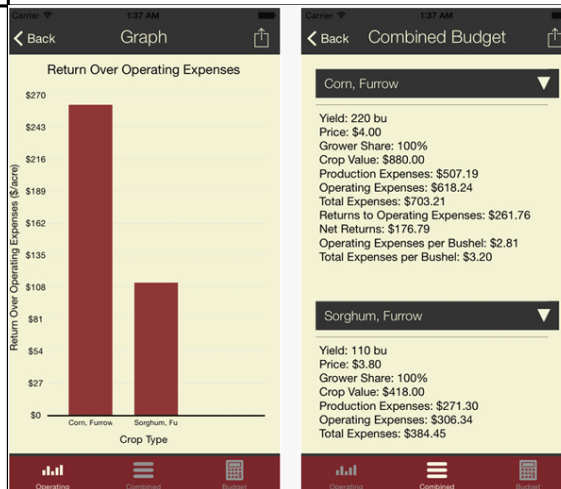 Carrier 1:37 AM
Back Graph
Return Over Operating Expenses
$270
$243
$216
$189
$162
$135
$108
$81
$54
$27
$0
Return Over Operating Expenses ($/acre)
Corn, Furrow Sorghum, Fu
Crop Type
Operating Combined Budget
Carrier 1:37 AM
Back Combined Budget
Corn, Furrow
Yield: 220 bu
Price: $4.00
Grower Share: 100%
Crop Value: $880.00
Production Expenses: $507.19
Operating Expenses: $618.24
Total Expenses: $703.21
Returns to Operating Expenses: $261.76
Net Returns: $176.79
Operating Expenses per Bushel: $2.81
Total Expenses per Bushel: $3.20
Sorghum, Furrow
Yield: 110 bu
Price: $3.80
Grower Share: 100%
Crop Value: $418.00
Production Expenses: $271.30
Operating Expenses: $306.34
Total Expenses: $384.45
Operating Combined Budget